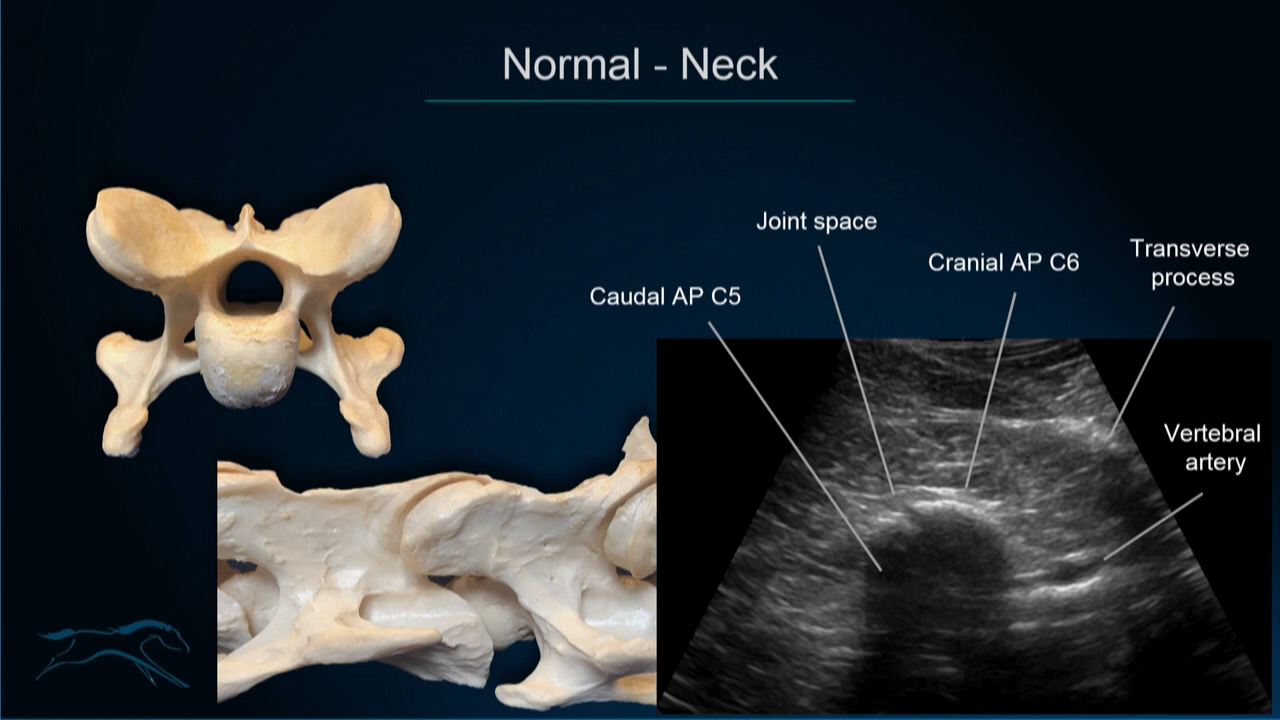 Normal - Neck
Joint space
Cranial AP C6
Transverse
process
Caudal AP C5
Vertebral
artery